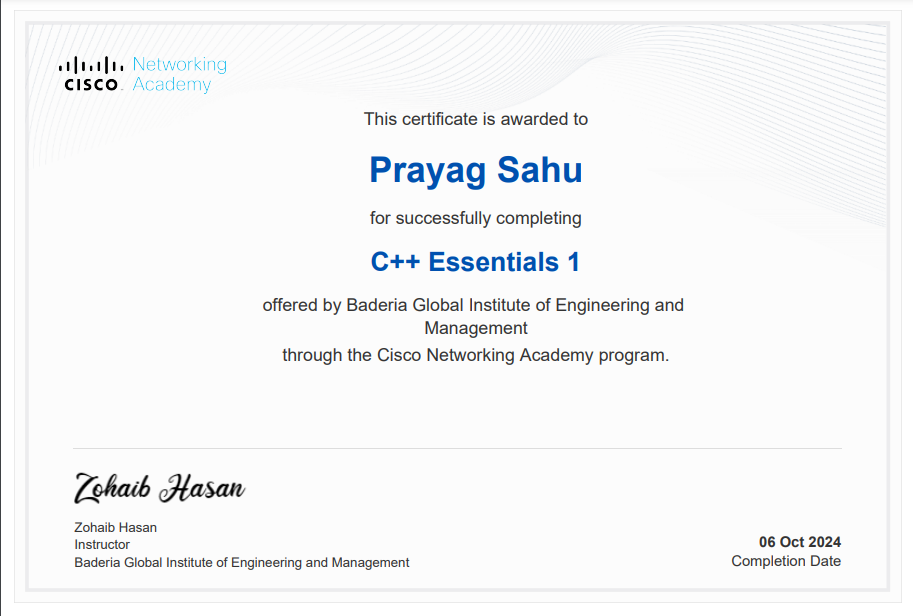 Networking
CISCO. Academy
This certificate is awarded to
Prayag Sahu
for successfully completing
C++ Essentials 1
offered by Baderia Global Institute of Engineering and
Management
through the Cisco Networking Academy program.
Zohaib Hasan
Zohaib Hasan
Instructor
Baderia Global Institute of Engineering and Management
06 Oct 2024
Completion Date